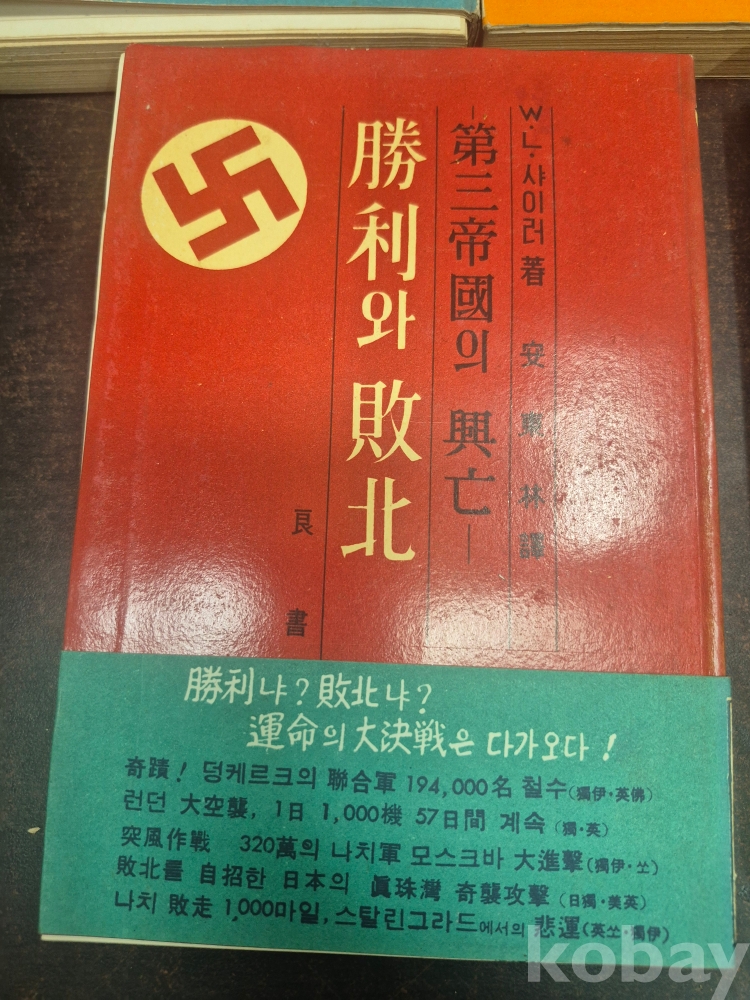 W·L·샤이러 著 安東林 譯
-第三帝國의 興亡-
勝利와 敗北
良書
勝利냐? 敗北냐?
運命의 大決戦은 다가오다!
奇蹟! 덩케르크의 聯合軍 194,000名 철수(獨伊·英佛)
런던 大空襲, 1日 1,000機 57日間 계속(獨·英)
突風作戰 320萬의 나치軍 모스크바 大進擊(獨伊·쏘)
敗北를 自招한 日本의 眞珠灣 奇襲攻擊(日獨·美英)
나치 敗走 1,000마일, 스탈린그라드에서의 悲運(英쏘·獨伊)
kobay